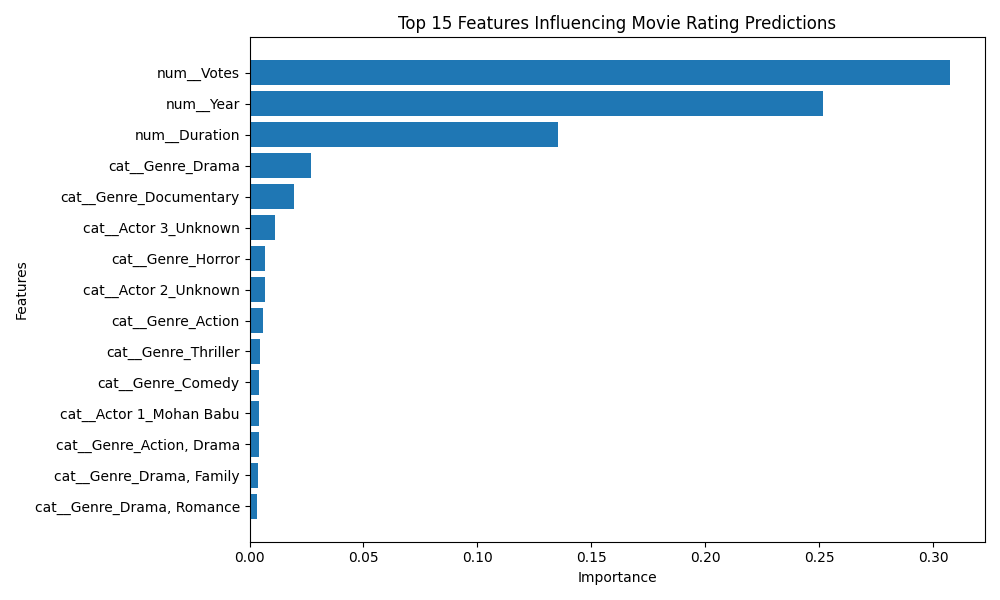 Top 15 Features Influencing Movie Rating Predictions
Features
num__Votes
num__Year
num__Duration
cat__Genre_Drama
cat__Genre_Documentary
cat__Actor 3_Unknown
cat__Genre_Horror
cat__Actor 2_Unknown
cat__Genre_Action
cat__Genre_Thriller
cat__Genre_Comedy
cat__Actor 1_Mohan Babu
cat__Genre_Action, Drama
cat__Genre_Drama, Family
cat__Genre_Drama, Romance
0.00 0.05 0.10 0.15 0.20 0.25 0.30
Importance